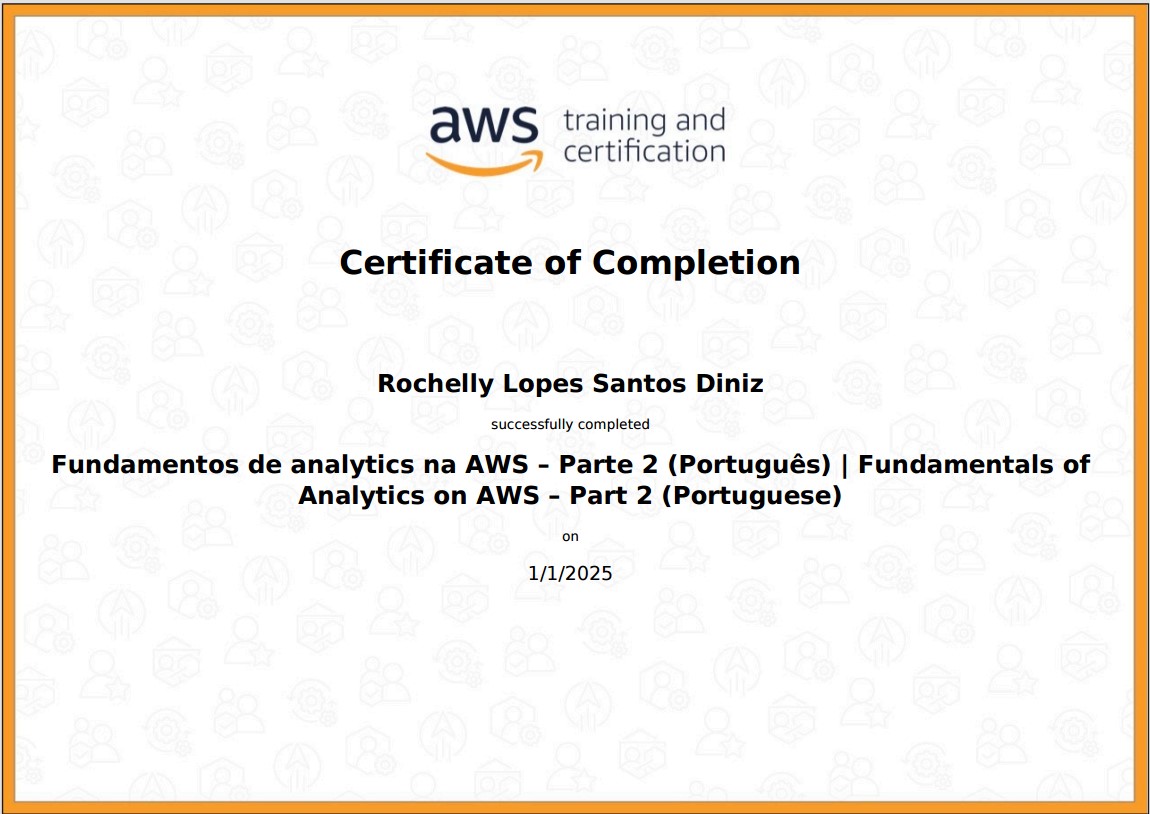 aws training and
certification
Certificate of Completion
Rochelly Lopes Santos Diniz
successfully completed
Fundamentos de analytics na AWS – Parte 2 (Português) | Fundamentals of
Analytics on AWS – Part 2 (Portuguese)
on
1/1/2025